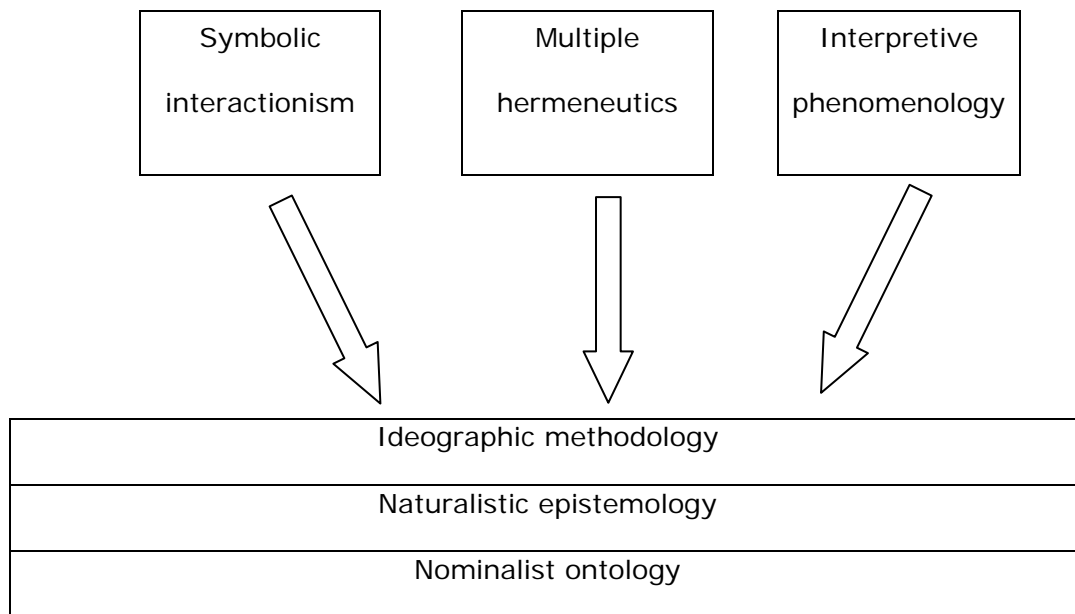 Symbolic
interactionism
Multiple
hermeneutics
Interpretive
phenomenology
Ideographic methodology
Naturalistic epistemology
Nominalist ontology